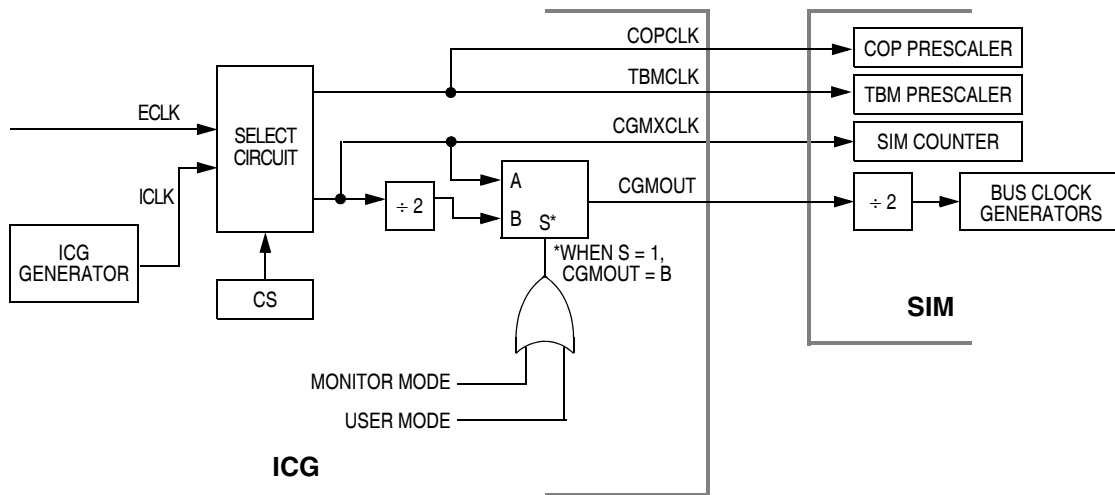 COPCLK
COP PRESCALER
TBMCLK
TBM PRESCALER
ECLK
SELECT
CIRCUIT
CGMXCLK
SIM COUNTER
ICLK
÷ 2
A
B S*
CGMOUT
÷ 2
BUS CLOCK
GENERATORS
ICG
GENERATOR
*WHEN S = 1,
CGMOUT = B
CS
SIM
MONITOR MODE
USER MODE
ICG